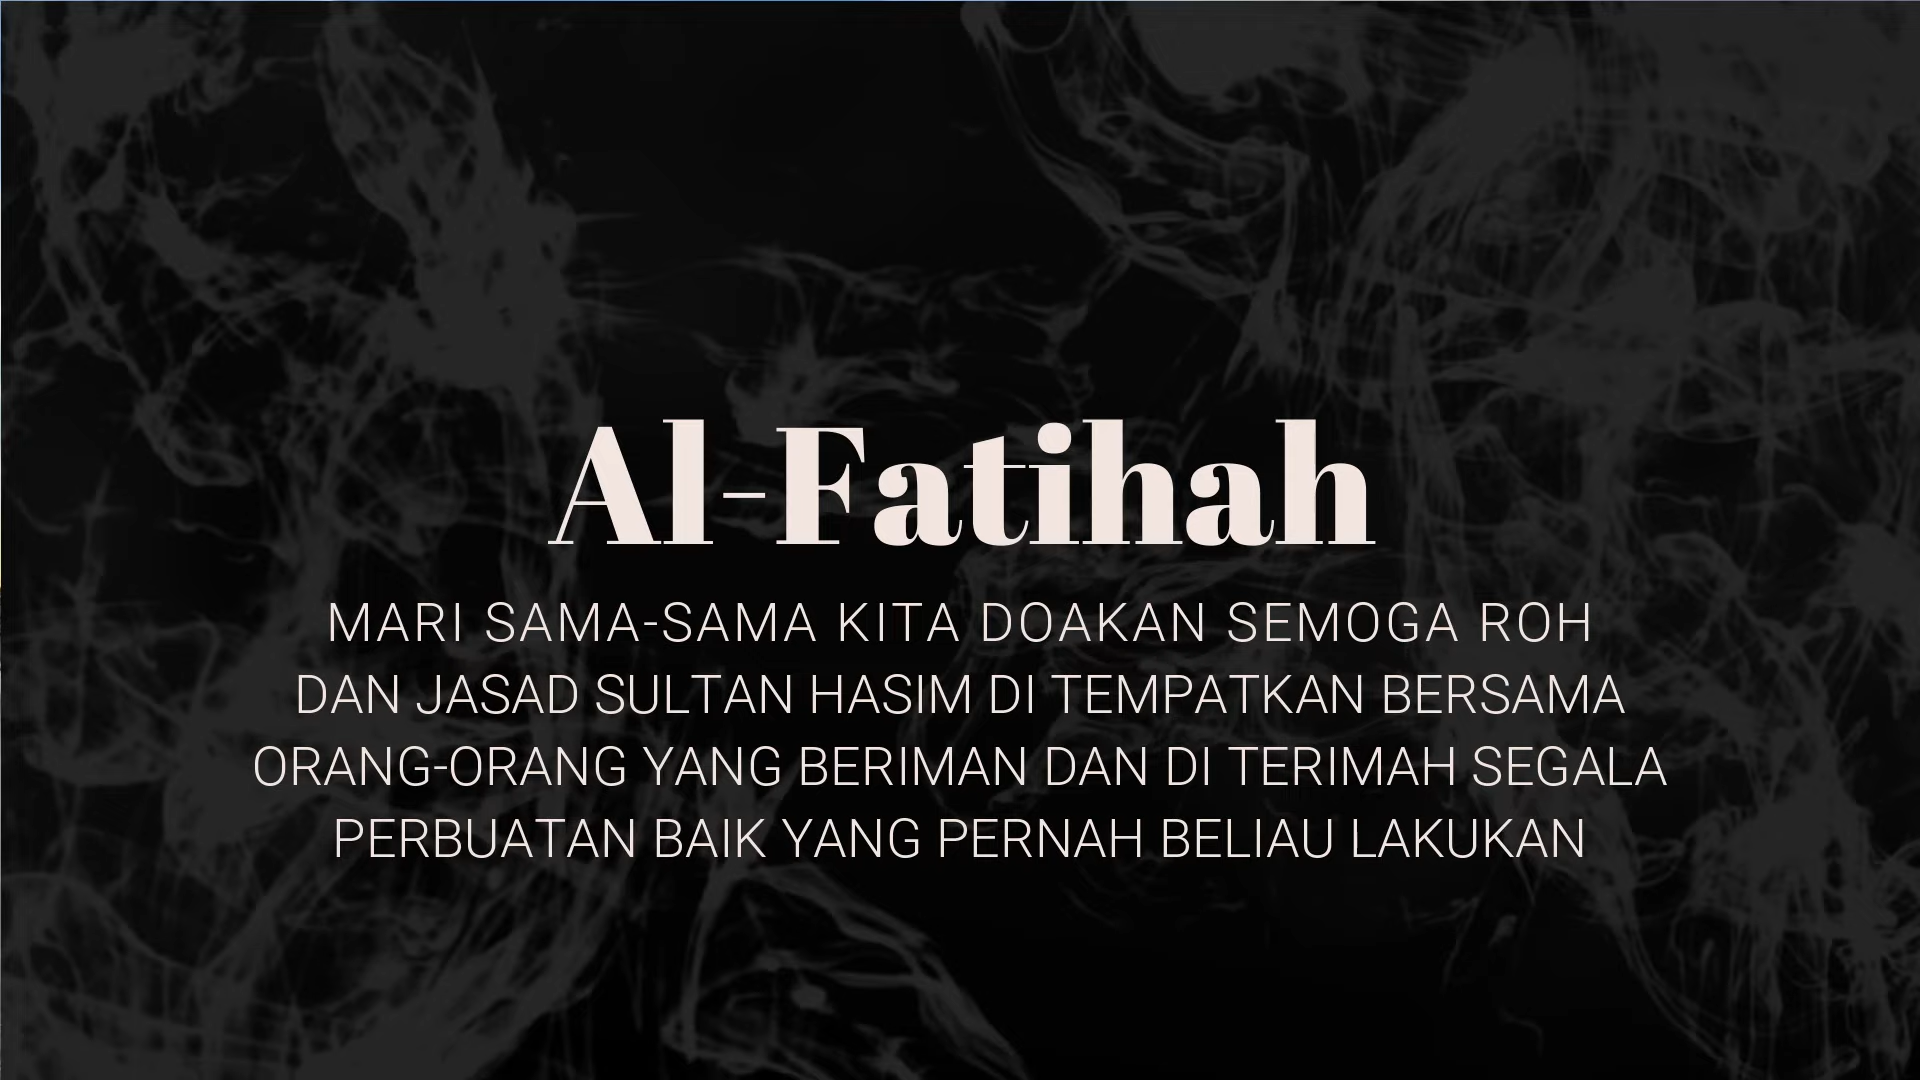 Al-Fatihah
MARI SAMA-SAMA KITA DOAKAN SEMOGA ROH
DAN JASAD SULTAN HASIM DI TEMPATKAN BERSAMA
ORANG-ORANG YANG BERIMAN DAN DI TERIMAH SEGALA
PERBUATAN BAIK YANG PERNAH BELIAU LAKUKAN